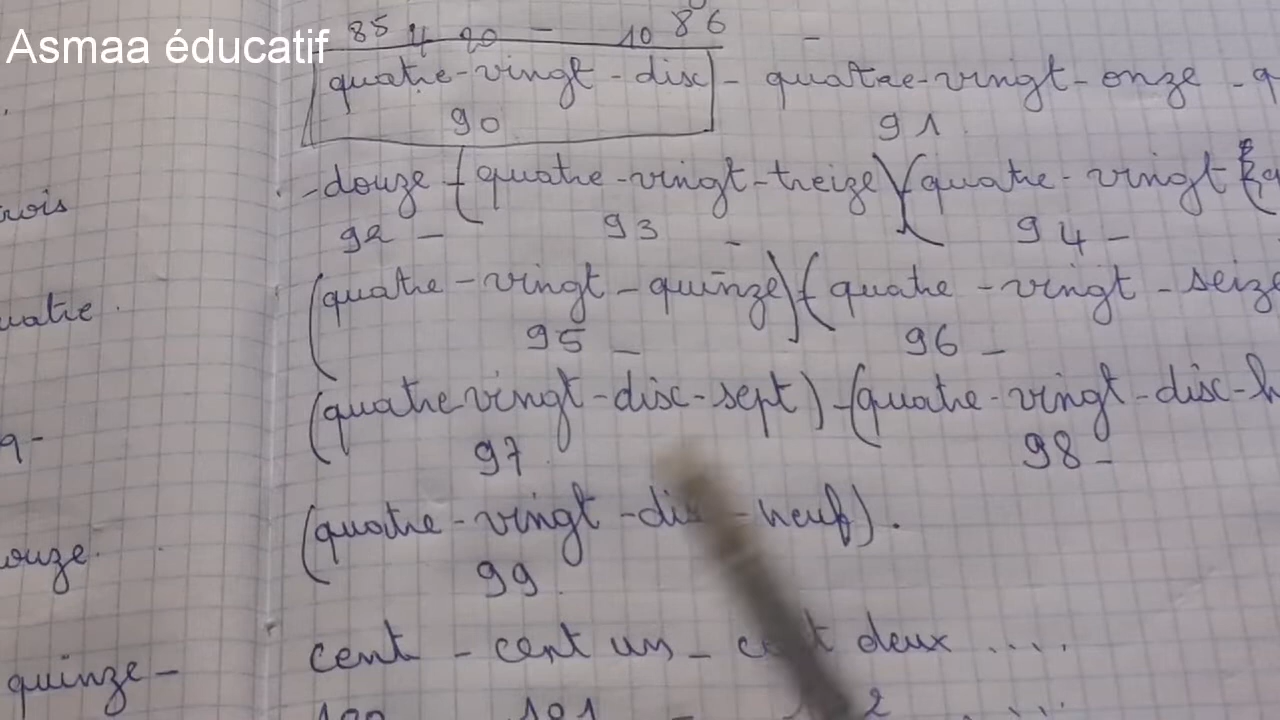 Asmaa éducatif
85 4 20 - 10 86 -
quatre-vingt-disc - quatre-vingt-onze - q
90 91
rois
-douze - (quatre-vingt-treize) (quatre-vingt
92 - 93 - 94 -
uatre.
(quatre-vingt-quinze) - (quatre-vingt-seize
95 - 96 -
(quatre vingt-disc-sept) - (quatre-vingt-disc-h
q-
97 98-
(quatre-vingt-disc-neuf).
ouze.
99
cent - cent un - cent deux ....
quinze-
100 101 - 2 ....